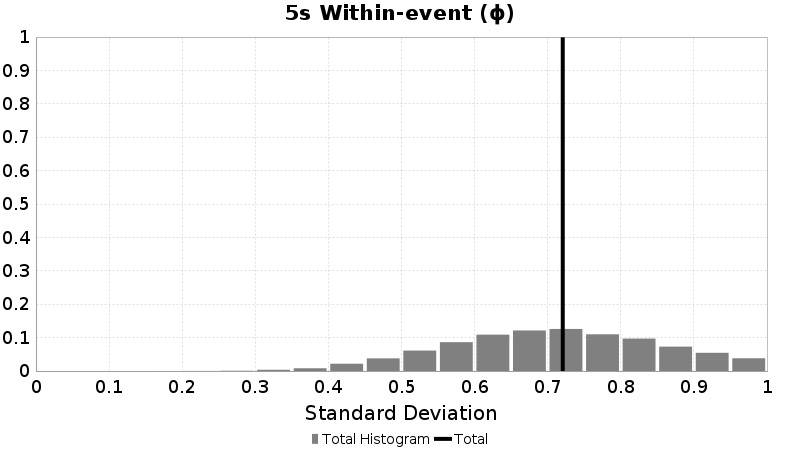 5s Within-event (ϕ)
1
0.9
0.8
0.7
0.6
0.5
0.4
0.3
0.2
0.1
0
0 0.1 0.2 0.3 0.4 0.5 0.6 0.7 0.8 0.9 1
Standard Deviation
Total Histogram Total